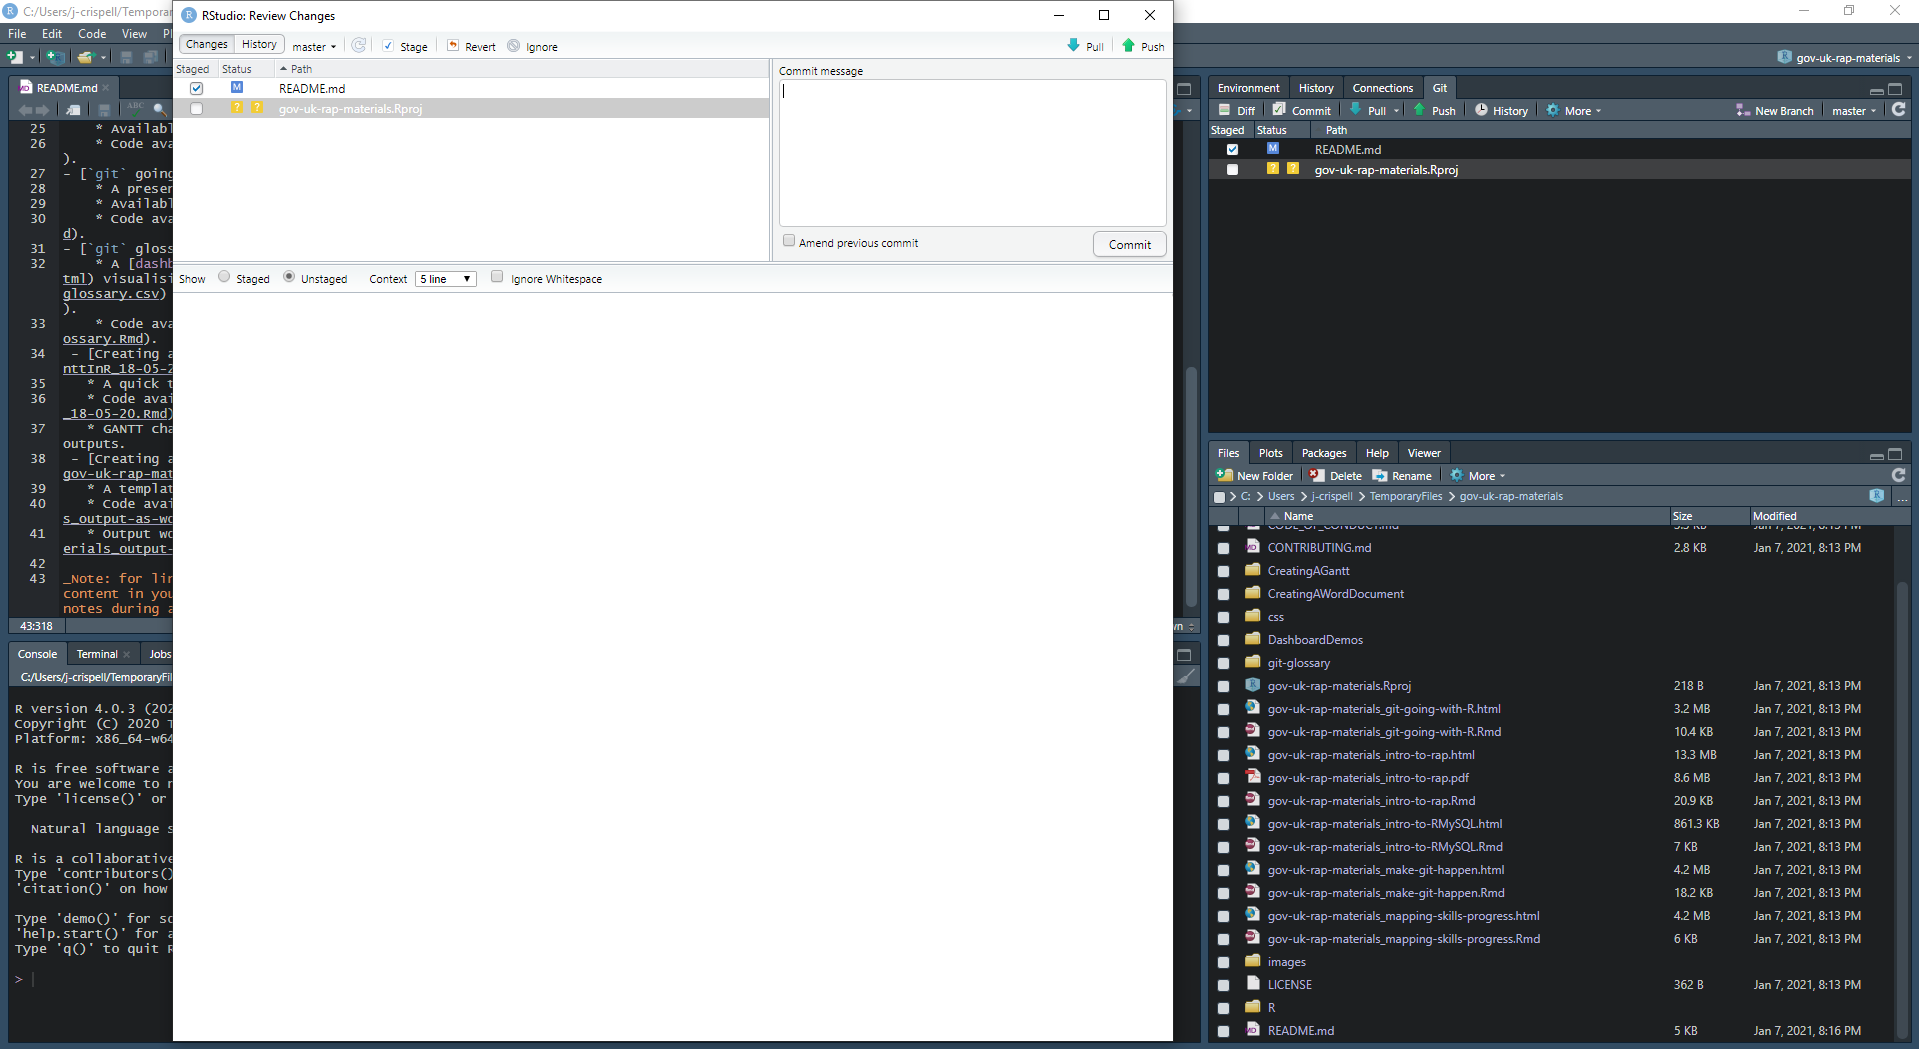 C:/Users/j-crispell/Temporar
File Edit Code View
README.md
ABC
25 * Availabl
26 * Code ava
).
27 - [`git` going
28 * A presen
29 * Availabl
30 * Code ava
d).
31 - [`git` gloss
32 * A [dashb
tml) visualisi
glossary.csv)
).
33 * Code ava
ossary.Rmd).
34 - [Creating a
nttInR_18-05-2
35 * A quick t
36 * Code avai
_18-05-20.Rmd)
37 * GANTT cha
outputs.
38 - [Creating a
gov-uk-rap-mat
39 * A templat
40 * Code avai
s_output-as-wo
41 * Output wo
erials_output-
42
43 _Note: for lin
content in you
notes during a
43:318
Console Terminal Jobs
C:/Users/j-crispell/TemporaryFil
R version 4.0.3 (202
Copyright (C) 2020 T
Platform: x86_64-w64
R is free software a
You are welcome to r
Type 'license()' or
Natural language s
R is a collaborative
Type 'contributors()
'citation()' on how
Type 'demo()' for so
'help.start()' for a
Type 'q()' to quit R
>
RStudio: Review Changes
Changes History master Stage Revert Ignore Pull Push
Staged Status Path
M README.md
? ? gov-uk-rap-materials.Rproj
Commit message
Amend previous commit Commit
Show Staged Unstaged Context 5 line Ignore Whitespace
gov-uk-rap-materials
Environment History Connections Git
Diff Commit Pull Push History More New Branch master
Staged Status Path
M README.md
? ? gov-uk-rap-materials.Rproj
Files Plots Packages Help Viewer
New Folder Delete Rename More
C: Users j-crispell TemporaryFiles gov-uk-rap-materials ...
Name Size Modified
CODE_OF_CONDUCT.md 3.3 KB Jan 7, 2021, 8:13 PM
CONTRIBUTING.md 2.8 KB Jan 7, 2021, 8:13 PM
CreatingAGantt
CreatingAWordDocument
css
DashboardDemos
git-glossary
gov-uk-rap-materials.Rproj 218 B Jan 7, 2021, 8:13 PM
gov-uk-rap-materials_git-going-with-R.html 3.2 MB Jan 7, 2021, 8:13 PM
gov-uk-rap-materials_git-going-with-R.Rmd 10.4 KB Jan 7, 2021, 8:13 PM
gov-uk-rap-materials_intro-to-rap.html 13.3 MB Jan 7, 2021, 8:13 PM
gov-uk-rap-materials_intro-to-rap.pdf 8.6 MB Jan 7, 2021, 8:13 PM
gov-uk-rap-materials_intro-to-rap.Rmd 20.9 KB Jan 7, 2021, 8:13 PM
gov-uk-rap-materials_intro-to-RMySQL.html 861.3 KB Jan 7, 2021, 8:13 PM
gov-uk-rap-materials_intro-to-RMySQL.Rmd 7 KB Jan 7, 2021, 8:13 PM
gov-uk-rap-materials_make-git-happen.html 4.2 MB Jan 7, 2021, 8:13 PM
gov-uk-rap-materials_make-git-happen.Rmd 18.2 KB Jan 7, 2021, 8:13 PM
gov-uk-rap-materials_mapping-skills-progress.html 4.2 MB Jan 7, 2021, 8:13 PM
gov-uk-rap-materials_mapping-skills-progress.Rmd 6 KB Jan 7, 2021, 8:13 PM
images
LICENSE 362 B Jan 7, 2021, 8:13 PM
R
README.md 5 KB Jan 7, 2021, 8:16 PM